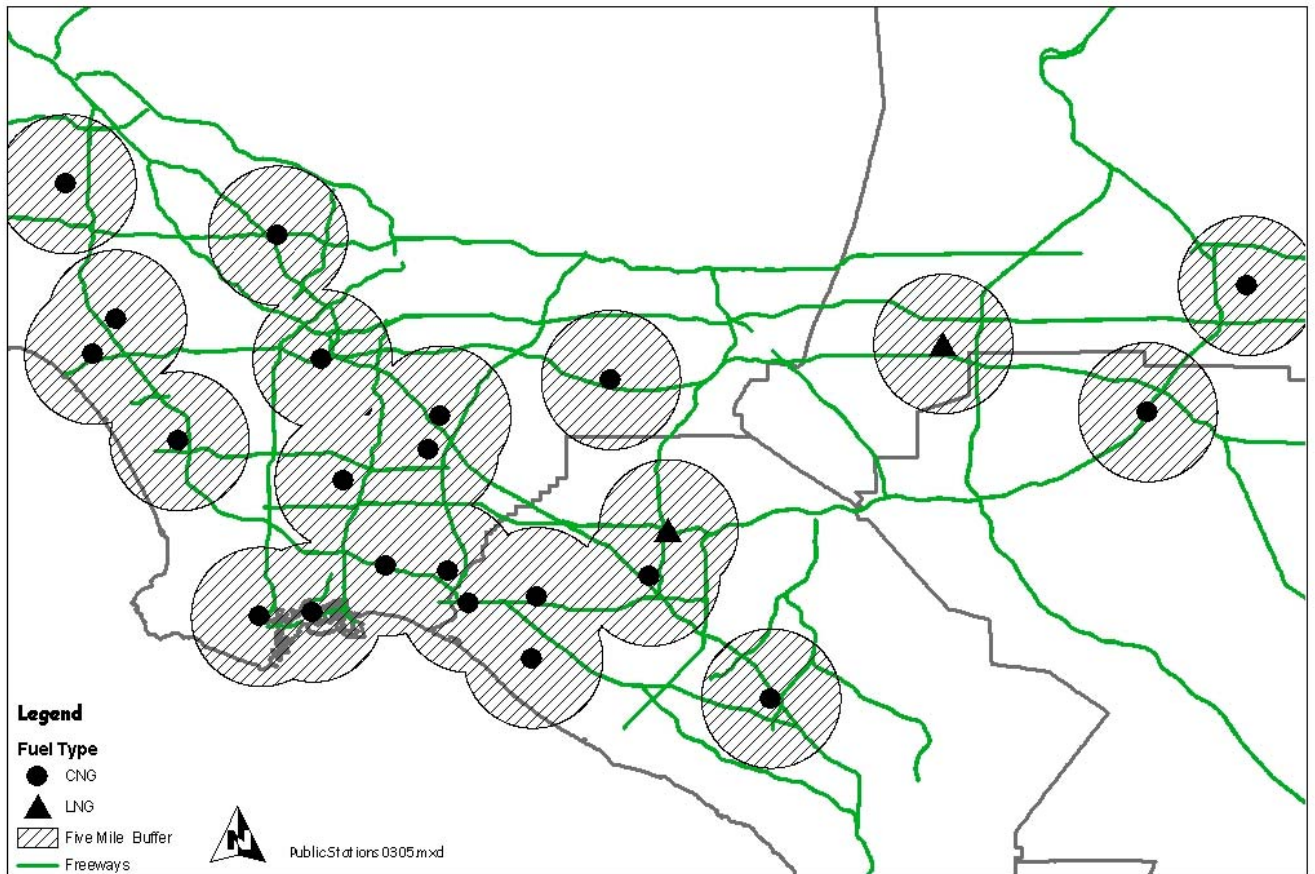 Legend
Fuel Type
CNG
LNG
Five Mile Buffer
Freeways
N
PublicStations0305.mxd